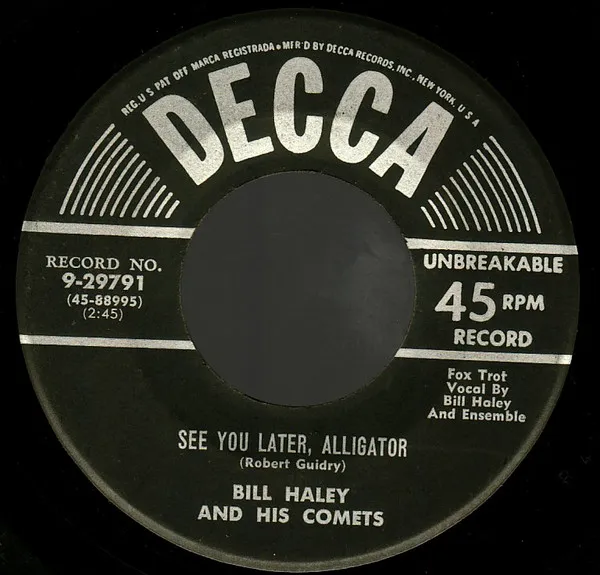 REG. U S PAT OFF MARCA REGISTRADA • MF'R'D BY DECCA RECORDS, INC., NEW YORK, U S A
DECCA
RECORD NO.
9-29791
(45-88995)
(2:45)
UNBREAKABLE
45 RPM
RECORD
Fox Trot
Vocal By
Bill Haley
And Ensemble
SEE YOU LATER, ALLIGATOR
(Robert Guidry)
BILL HALEY
AND HIS COMETS